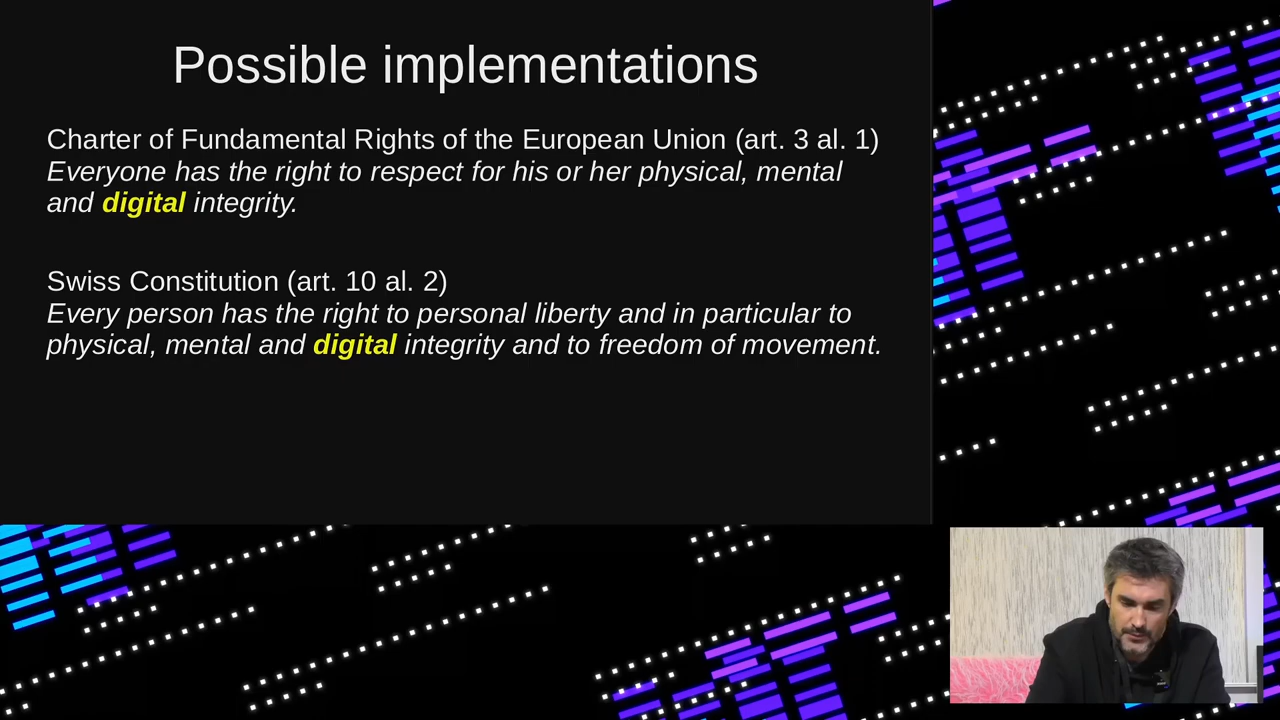 Possible implementations
Charter of Fundamental Rights of the European Union (art. 3 al. 1)
Everyone has the right to respect for his or her physical, mental
and digital integrity.
Swiss Constitution (art. 10 al. 2)
Every person has the right to personal liberty and in particular to
physical, mental and digital integrity and to freedom of movement.